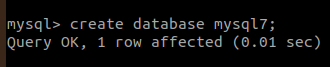 mysql> create database mysql7;
Query OK, 1 row affected (0.01 sec)